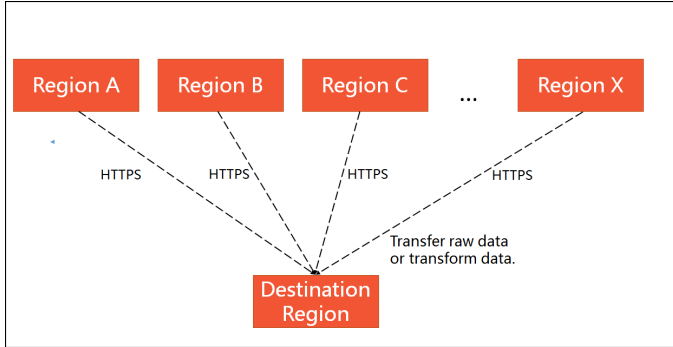 Region A
Region B
Region C
...
Region X
HTTPS
HTTPS
HTTPS
HTTPS
Transfer raw data
or transform data.
Destination
Region